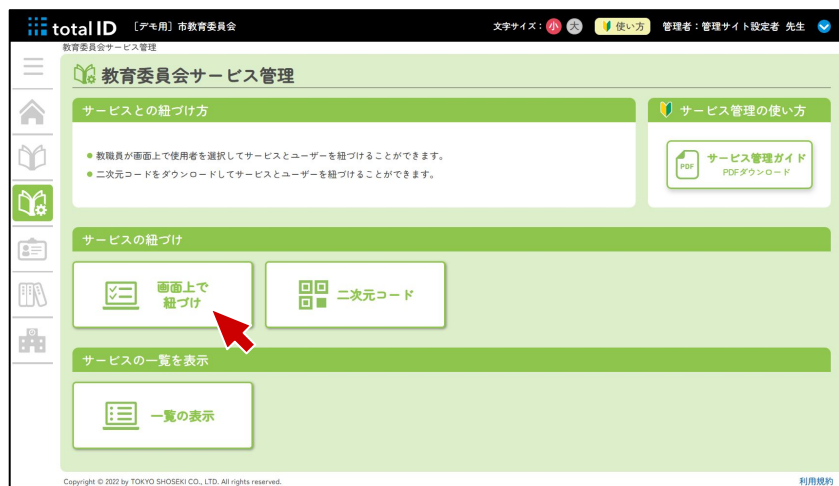 total ID [デモ用] 市教育委員会
文字サイズ: 小 大 使い方 管理者:管理サイト設定者 先生
教育委員会サービス管理
教育委員会サービス管理
サービスとの紐づけ方
教職員が画面上で使用者を選択してサービスとユーザーを紐づけることができます。
二次元コードをダウンロードしてサービスとユーザーを紐づけることができます。
サービス管理の使い方
PDF
サービス管理ガイド
PDFダウンロード
サービスの紐づけ
画面上で
紐づけ
二次元コード
サービスの一覧を表示
一覧の表示
Copyright © 2022 by TOKYO SHOSEKI CO., LTD. All rights reserved.
利用規約